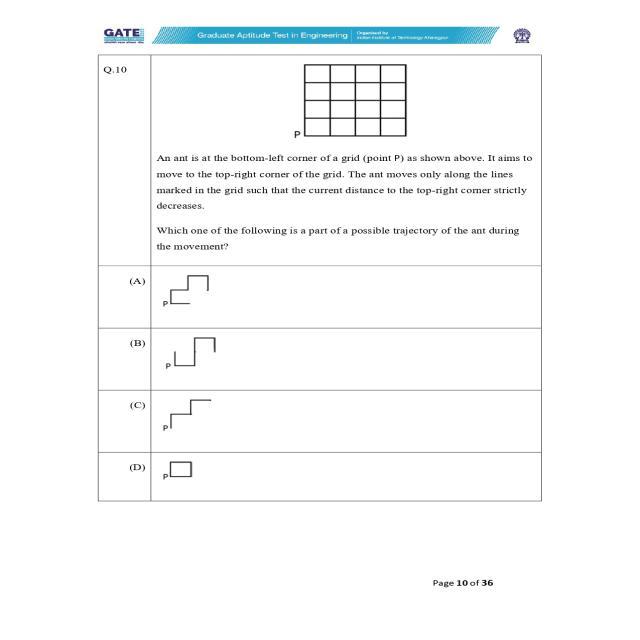 GATE
Graduate Aptitude Test in Engineering
Organised by
Indian Institute of Technology Kharagpur
Q.10
P
An ant is at the bottom-left corner of a grid (point P) as shown above. It aims to
move to the top-right corner of the grid. The ant moves only along the lines
marked in the grid such that the current distance to the top-right corner strictly
decreases.
Which one of the following is a part of a possible trajectory of the ant during
the movement?
(A)
P
(B)
P
(C)
P
(D)
P
Page 10 of 36